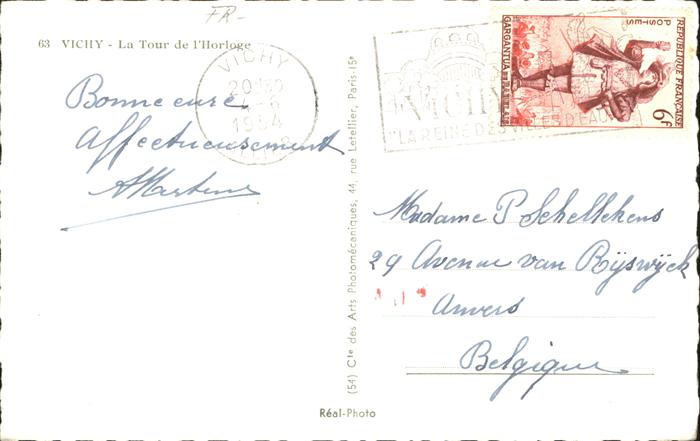 FR-
63 VICHY - La Tour de l'Horloge
Bonne cure
Affectueusement
AMartens
VICHY
1954
VICHY
"LA REINE DES VILLES D'EAUX"
POSTES
REPUBLIQUE FRANÇAISE
GARGANTUA
6F
Madame P Schellekens
29 Avenue van Rijswijck
Anvers
Belgique
(54) Cie des Arts Photomécaniques, 44, rue Letellier, Paris-15e
Réal-Photo